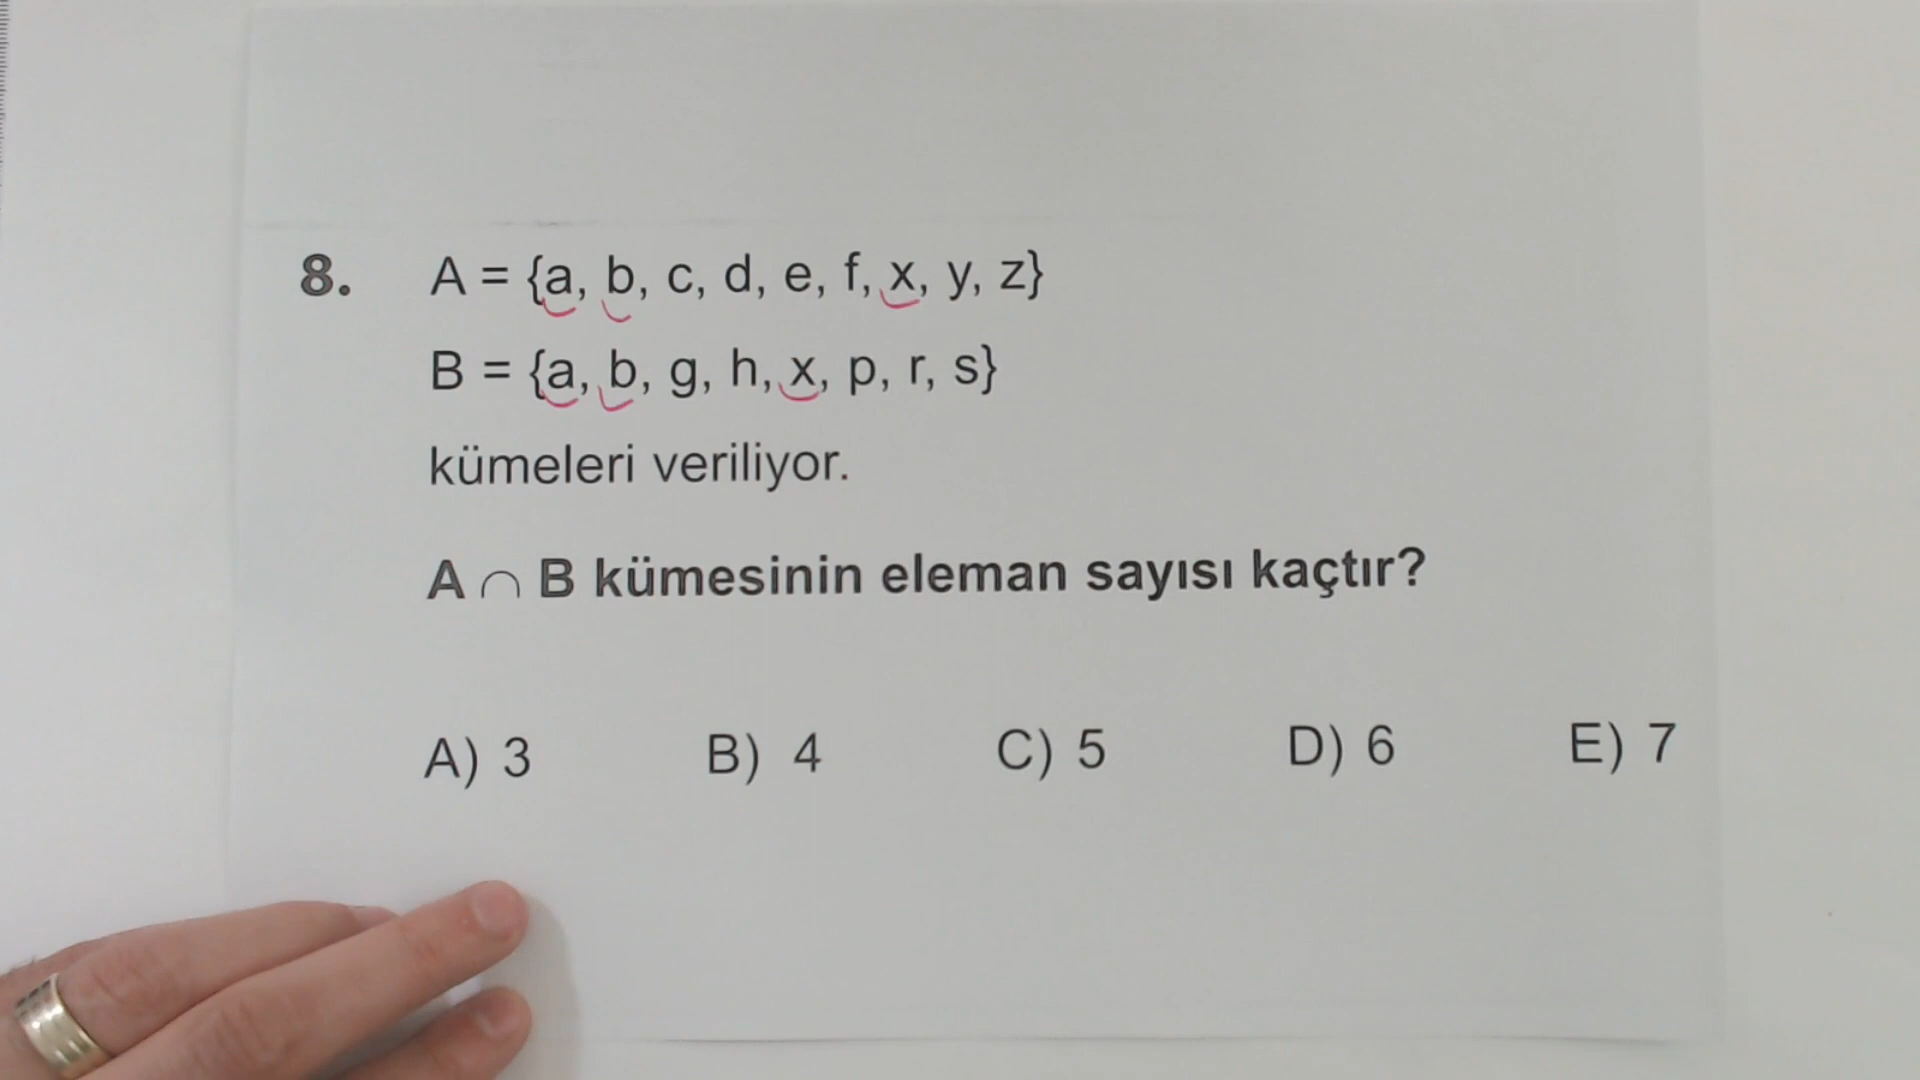 8. A = {a, b, c, d, e, f, x, y, z}
B = {a, b, g, h, x, p, r, s}
kümeleri veriliyor.
A ∩ B kümesinin eleman sayısı kaçtır?
A) 3 B) 4 C) 5 D) 6 E) 7